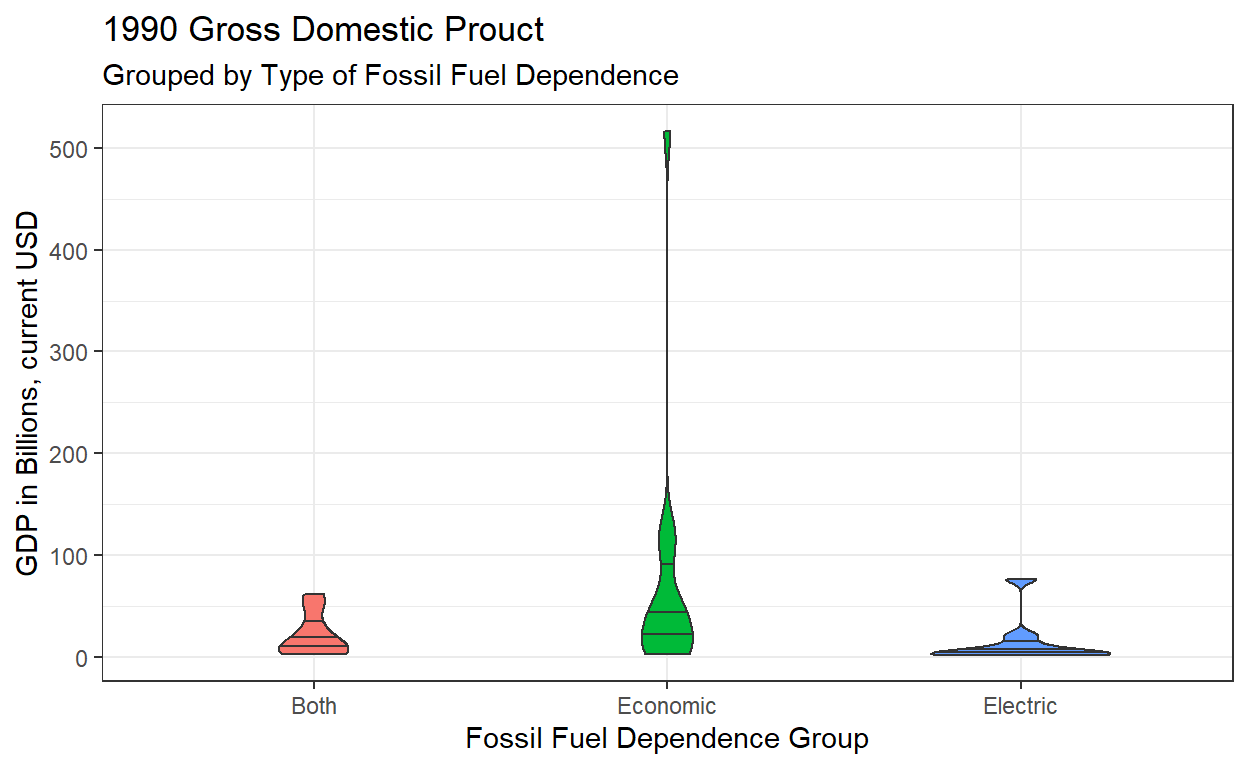 1990 Gross Domestic Prouct
Grouped by Type of Fossil Fuel Dependence
GDP in Billions, current USD
500
400
300
200
100
0
Both
Economic
Electric
Fossil Fuel Dependence Group